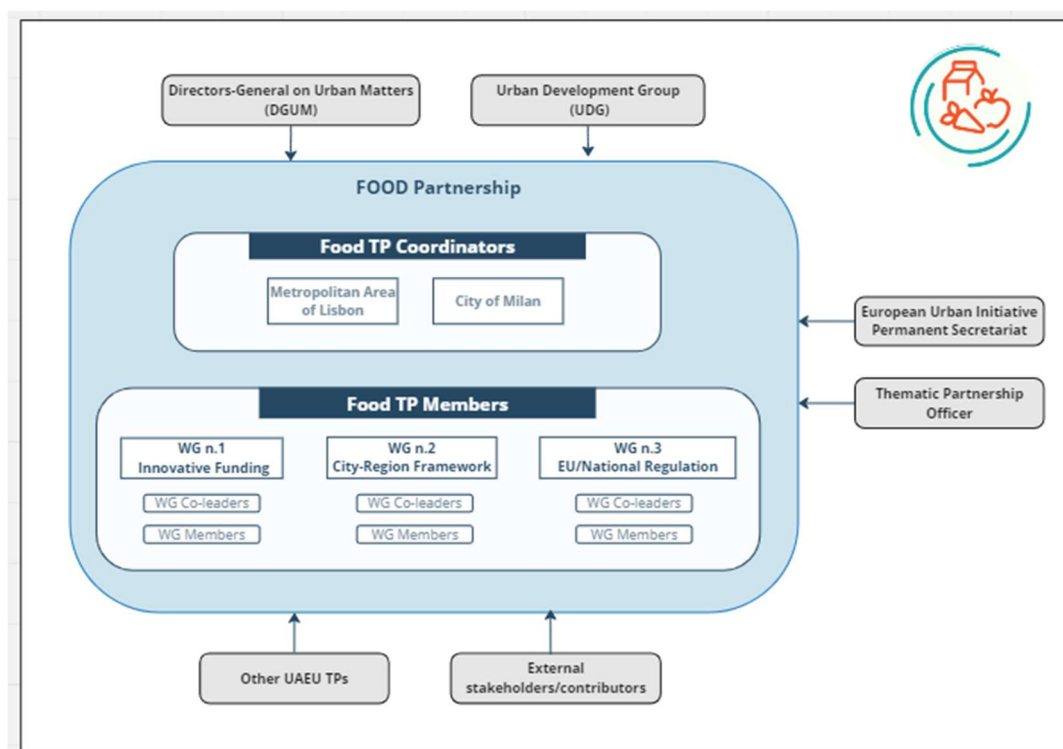 Directors-General on Urban Matters
(DGUM)
Urban Development Group
(UDG)
FOOD Partnership
Food TP Coordinators
Metropolitan Area
of Lisbon
City of Milan
European Urban Initiative
Permanent Secretariat
Thematic Partnership
Officer
Food TP Members
WG n.1
Innovative Funding
WG n.2
City-Region Framework
WG n.3
EU/National Regulation
WG Co-leaders
WG Co-leaders
WG Co-leaders
WG Members
WG Members
WG Members
Other UAEU TPs
External
stakeholders/contributors